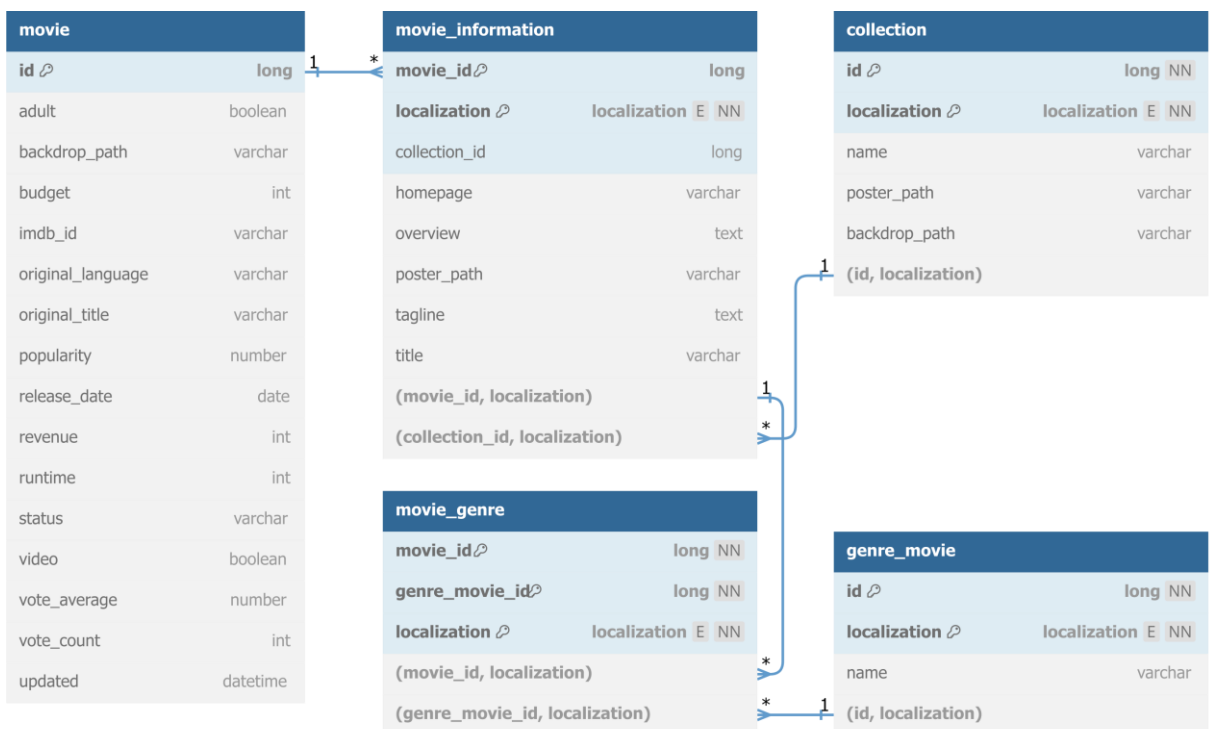 movie
id long
adult boolean
backdrop_path varchar
budget int
imdb_id varchar
original_language varchar
original_title varchar
popularity number
release_date date
revenue int
runtime int
status varchar
video boolean
vote_average number
vote_count int
updated datetime
1 *
movie_information
movie_id long
localization localization E NN
collection_id long
homepage varchar
overview text
poster_path varchar
tagline text
title varchar
(movie_id, localization) 1
(collection_id, localization) *
collection
id long NN
localization localization E NN
name varchar
poster_path varchar
backdrop_path varchar
1 (id, localization)
movie_genre
movie_id long NN
genre_movie_id long NN
localization localization E NN
(movie_id, localization) *
(genre_movie_id, localization) *
genre_movie
id long NN
localization localization E NN
name varchar
1 (id, localization)